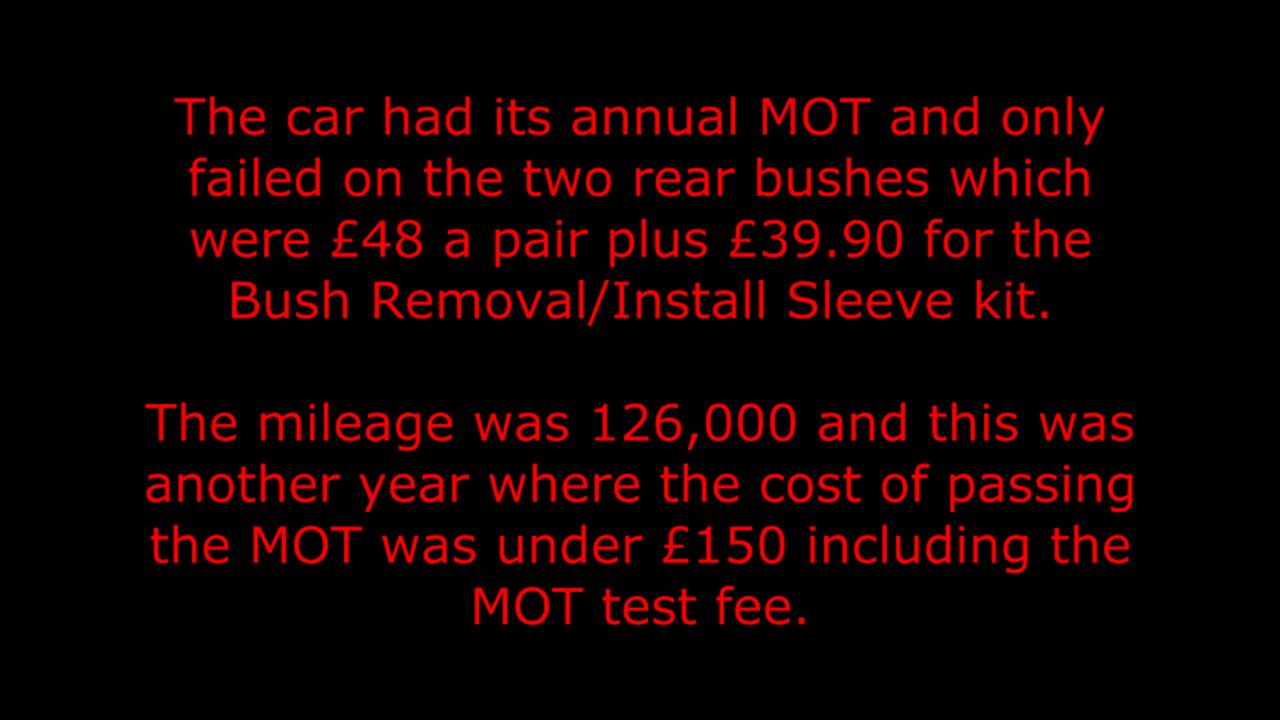 The car had its annual MOT and only
failed on the two rear bushes which
were £48 a pair plus £39.90 for the
Bush Removal/Install Sleeve kit.
The mileage was 126,000 and this was
another year where the cost of passing
the MOT was under £150 including the
MOT test fee.